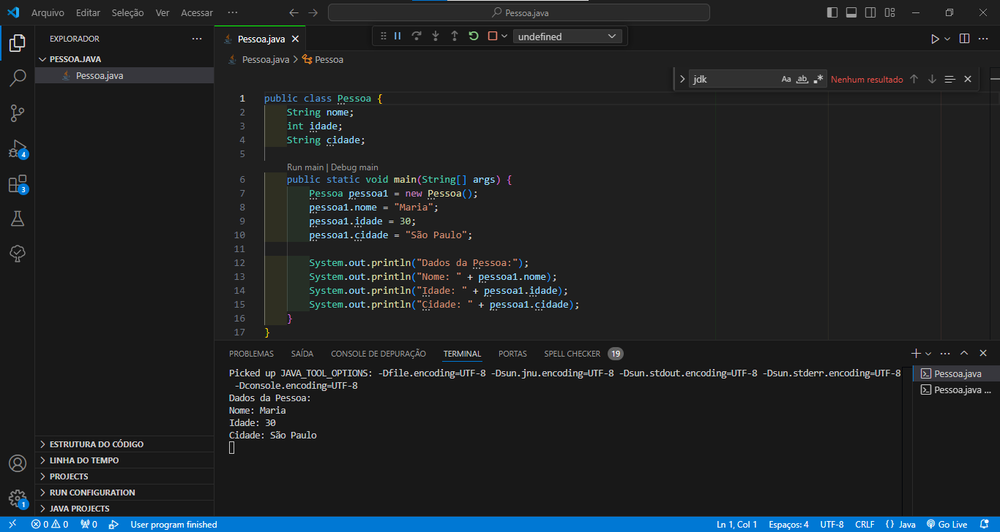 Arquivo Editar Seleção Ver Acessar ··· Pessoa.java
EXPLORADOR ···
PESSOA.JAVA
Pessoa.java
Pessoa.java
undefined
Pessoa.java > Pessoa
jdk Aa ab .* Nenhum resultado
1 public class Pessoa {
2 String nome;
3 int idade;
4 String cidade;
5
Run main | Debug main
6 public static void main(String[] args) {
7 Pessoa pessoa1 = new Pessoa();
8 pessoa1.nome = "Maria";
9 pessoa1.idade = 30;
10 pessoa1.cidade = "São Paulo";
11
12 System.out.println("Dados da Pessoa:");
13 System.out.println("Nome: " + pessoa1.nome);
14 System.out.println("Idade: " + pessoa1.idade);
15 System.out.println("Cidade: " + pessoa1.cidade);
16 }
17 }
4
3
1
ESTRUTURA DO CÓDIGO
LINHA DO TEMPO
PROJECTS
RUN CONFIGURATION
JAVA PROJECTS
PROBLEMAS SAÍDA CONSOLE DE DEPURAÇÃO TERMINAL PORTAS SPELL CHECKER 19
Picked up JAVA_TOOL_OPTIONS: -Dfile.encoding=UTF-8 -Dsun.jnu.encoding=UTF-8 -Dsun.stdout.encoding=UTF-8 -Dsun.stderr.encoding=UTF-8
-Dconsole.encoding=UTF-8
Dados da Pessoa:
Nome: Maria
Idade: 30
Cidade: São Paulo
Pessoa.java
Pessoa.java ...
0 0 0 User program finished Ln 1, Col 1 Espaços: 4 UTF-8 CRLF {} Java Go Live